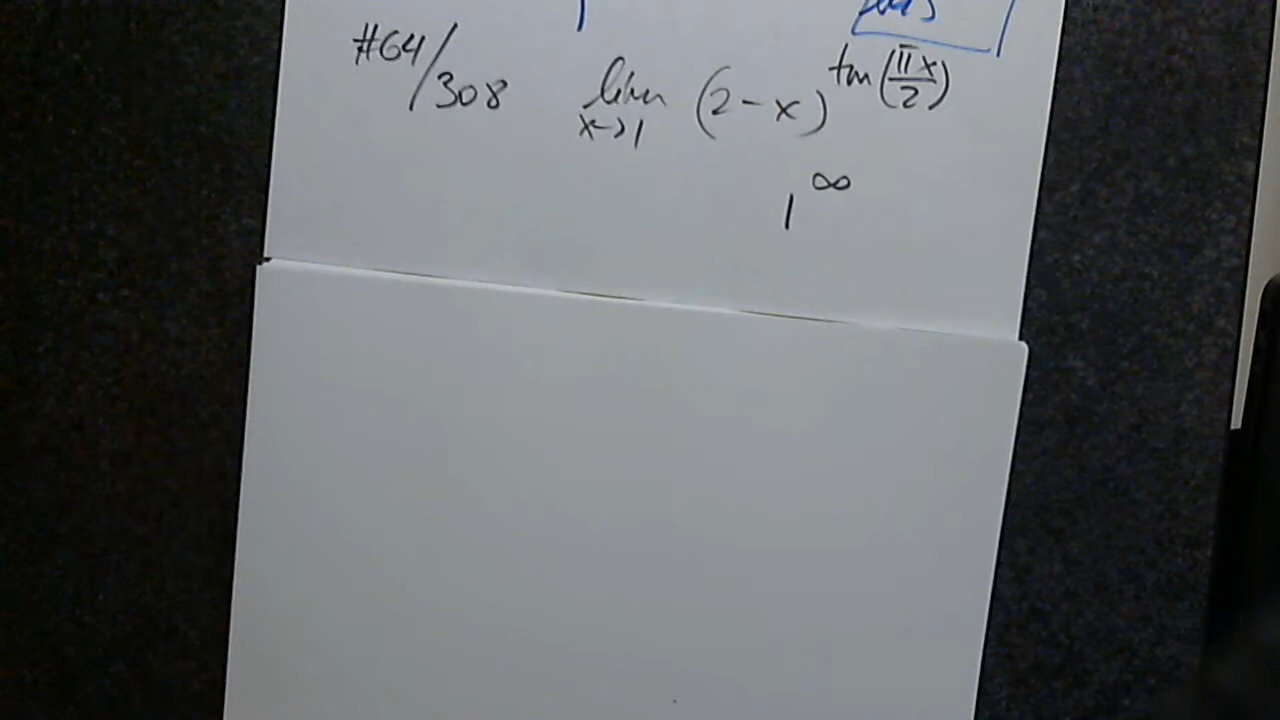 #64/308 lim x→1 (2-x)^tan(πx/2)
1^∞